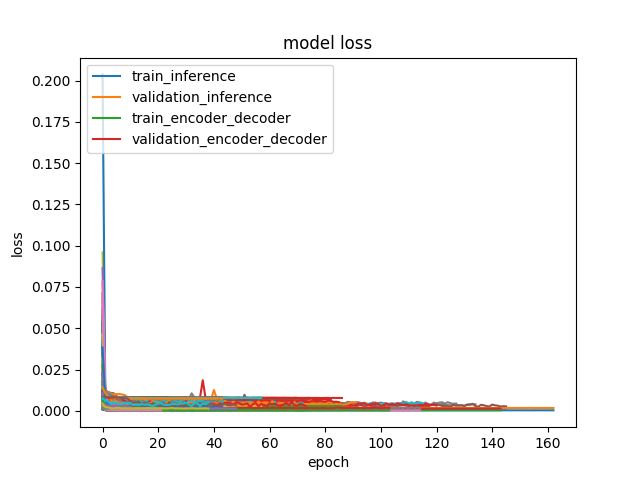 model loss
train_inference
validation_inference
train_encoder_decoder
validation_encoder_decoder
0.200
0.175
0.150
0.125
0.100
0.075
0.050
0.025
0.000
loss
0 20 40 60 80 100 120 140 160
epoch